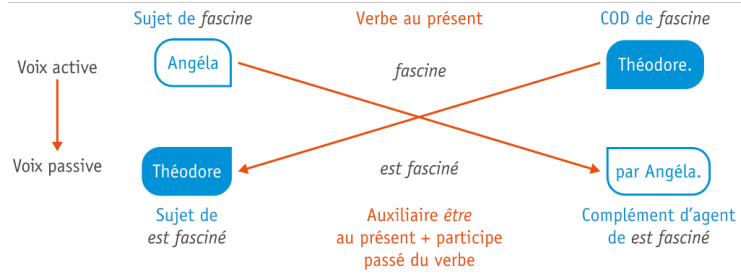 Sujet de fascine Verbe au présent COD de fascine
Voix active Angéla fascine Théodore.
Voix passive Théodore est fasciné par Angéla.
Sujet de Auxiliaire être Complément d'agent
est fasciné au présent + participe de est fasciné
passé du verbe